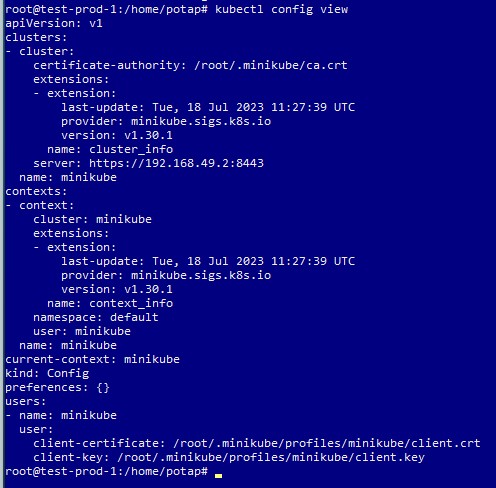 root@test-prod-1:/home/potap# kubectl config view
apiVersion: v1
clusters:
- cluster:
    certificate-authority: /root/.minikube/ca.crt
    extensions:
    - extension:
        last-update: Tue, 18 Jul 2023 11:27:39 UTC
        provider: minikube.sigs.k8s.io
        version: v1.30.1
      name: cluster_info
    server: https://192.168.49.2:8443
  name: minikube
contexts:
- context:
    cluster: minikube
    extensions:
    - extension:
        last-update: Tue, 18 Jul 2023 11:27:39 UTC
        provider: minikube.sigs.k8s.io
        version: v1.30.1
      name: context_info
    namespace: default
    user: minikube
  name: minikube
current-context: minikube
kind: Config
preferences: {}
users:
- name: minikube
  user:
    client-certificate: /root/.minikube/profiles/minikube/client.crt
    client-key: /root/.minikube/profiles/minikube/client.key
root@test-prod-1:/home/potap#